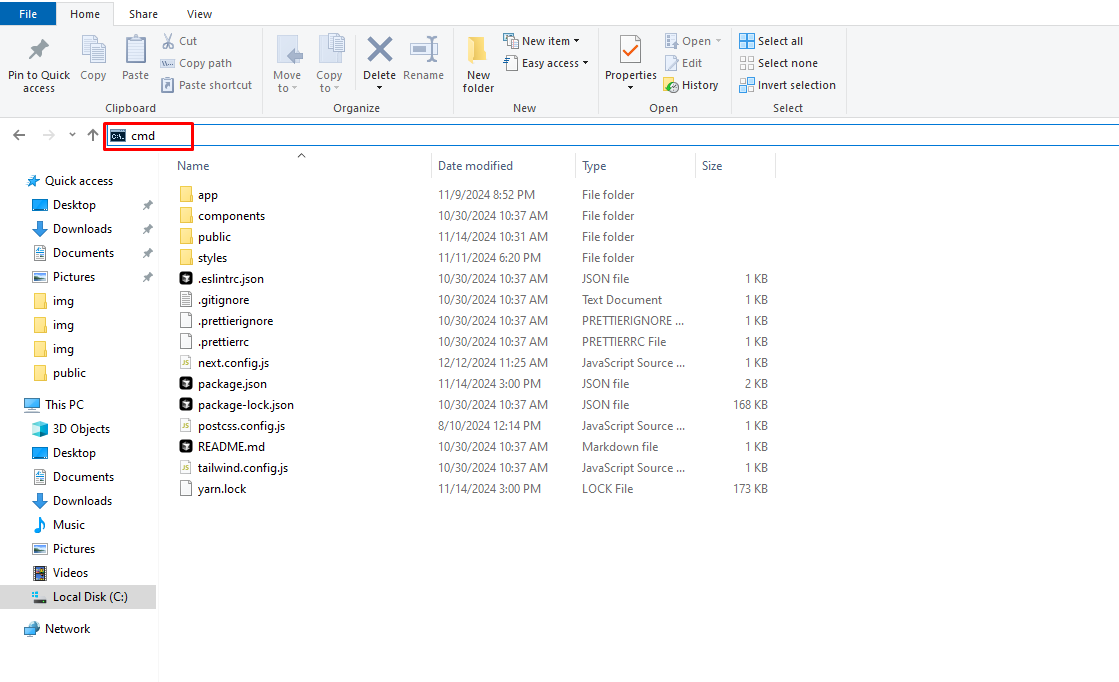 File Home Share View
Pin to Quick access
Copy
Paste
Cut
Copy path
Paste shortcut
Clipboard
Move to
Copy to
Delete
Rename
Organize
New folder
New item
Easy access
New
Properties
Open
Edit
History
Open
Select all
Select none
Invert selection
Select
C:\. cmd
Name Date modified Type Size
Quick access
Desktop
Downloads
Documents
Pictures
img
img
img
public
This PC
3D Objects
Desktop
Documents
Downloads
Music
Pictures
Videos
Local Disk (C:)
Network
app 11/9/2024 8:52 PM File folder
components 10/30/2024 10:37 AM File folder
public 11/14/2024 10:31 AM File folder
styles 11/11/2024 6:20 PM File folder
.eslintrc.json 10/30/2024 10:37 AM JSON file 1 KB
.gitignore 10/30/2024 10:37 AM Text Document 1 KB
.prettierignore 10/30/2024 10:37 AM PRETTIERIGNORE ... 1 KB
.prettierrc 10/30/2024 10:37 AM PRETTIERRC File 1 KB
JS next.config.js 12/12/2024 11:25 AM JavaScript Source ... 1 KB
package.json 11/14/2024 3:00 PM JSON file 2 KB
package-lock.json 10/30/2024 10:37 AM JSON file 168 KB
JS postcss.config.js 8/10/2024 12:14 PM JavaScript Source ... 1 KB
README.md 10/30/2024 10:37 AM Markdown file 1 KB
JS tailwind.config.js 10/30/2024 10:37 AM JavaScript Source ... 1 KB
yarn.lock 11/14/2024 3:00 PM LOCK File 173 KB